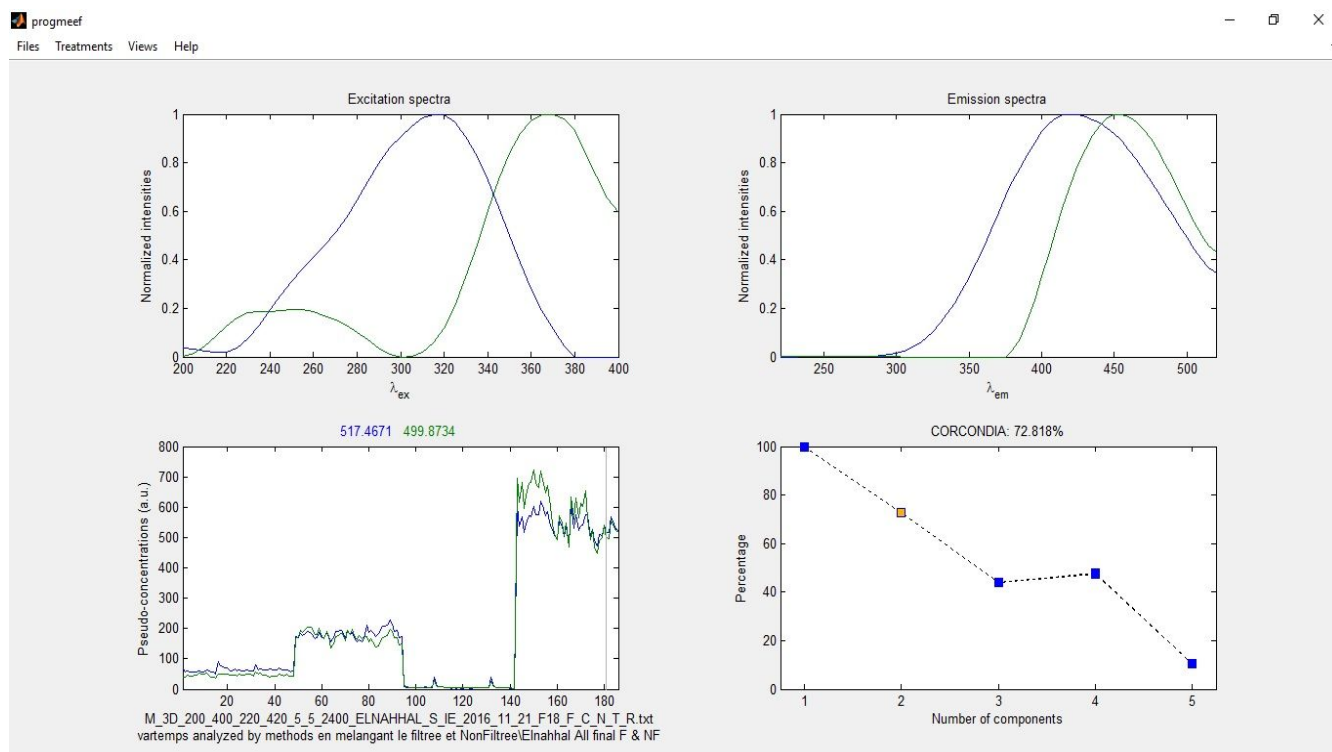 progmeef
Files Treatments Views Help
Excitation spectra
Normalized intensities
1
0.8
0.6
0.4
0.2
0
200 220 240 260 280 300 320 340 360 380 400
λex
Emission spectra
Normalized intensities
1
0.8
0.6
0.4
0.2
0
250 300 350 400 450 500
λem
517.4671 499.8734
Pseudo-concentrations (a.u.)
800
700
600
500
400
300
200
100
0
20 40 60 80 100 120 140 160 180
M_3D_200_400_220_420_5_5_2400_ELNAHHAL_S_IE_2016_11_21_F18_F_C_N_T_R.txt
vartemps analyzed by methods en melangant le filtree et NonFiltree\Elnahhal All final F & NF
CORCONDIA: 72.818%
Percentage
100
80
60
40
20
0
1 2 3 4 5
Number of components